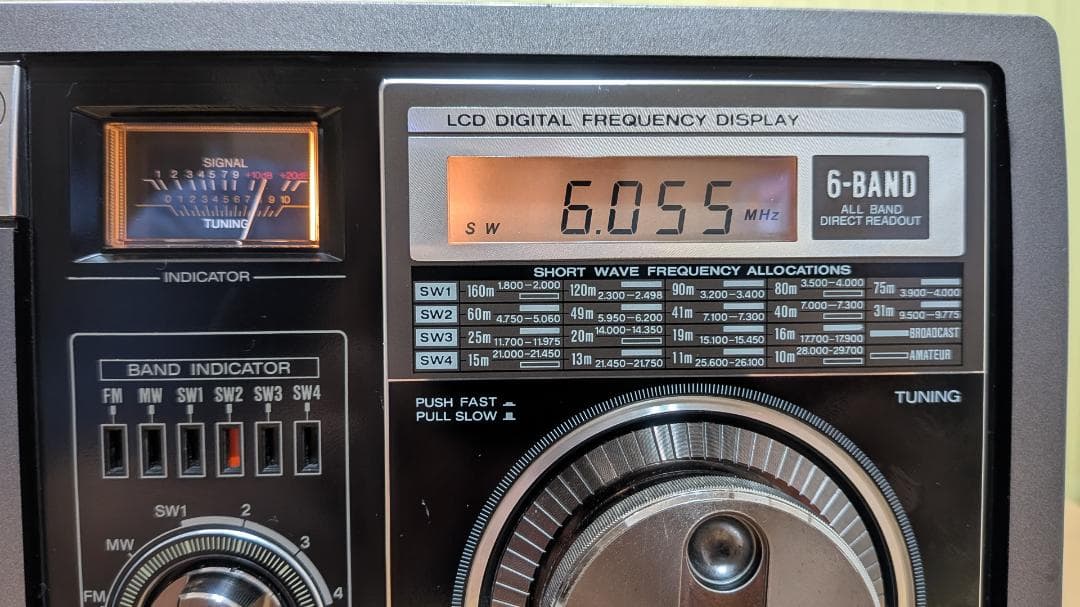 LCD DIGITAL FREQUENCY DISPLAY
SIGNAL
1 2 3 4 5 7 9 +10dB +20dB
0 1 2 3 4 5 6 7 8 9 10
TUNING
INDICATOR
SW 6.055 MHz
6-BAND
ALL BAND
DIRECT READOUT
SHORT WAVE FREQUENCY ALLOCATIONS
SW1 160m 1.800-2.000 120m 2.300-2.498 90m 3.200-3.400 80m 3.500-4.000 75m 3.900-4.000
SW2 60m 4.750-5.060 49m 5.950-6.200 41m 7.100-7.300 40m 7.000-7.300 31m 9.500-9.775
SW3 25m 11.700-11.975 20m 14.000-14.350 19m 15.100-15.450 16m 17.700-17.900 BROADCAST
SW4 15m 21.000-21.450 13m 21.450-21.750 11m 25.600-26.100 10m 28.000-29.700 AMATEUR
BAND INDICATOR
FM MW SW1 SW2 SW3 SW4
PUSH FAST
PULL SLOW
TUNING
SW1 2
MW 3
FM 4